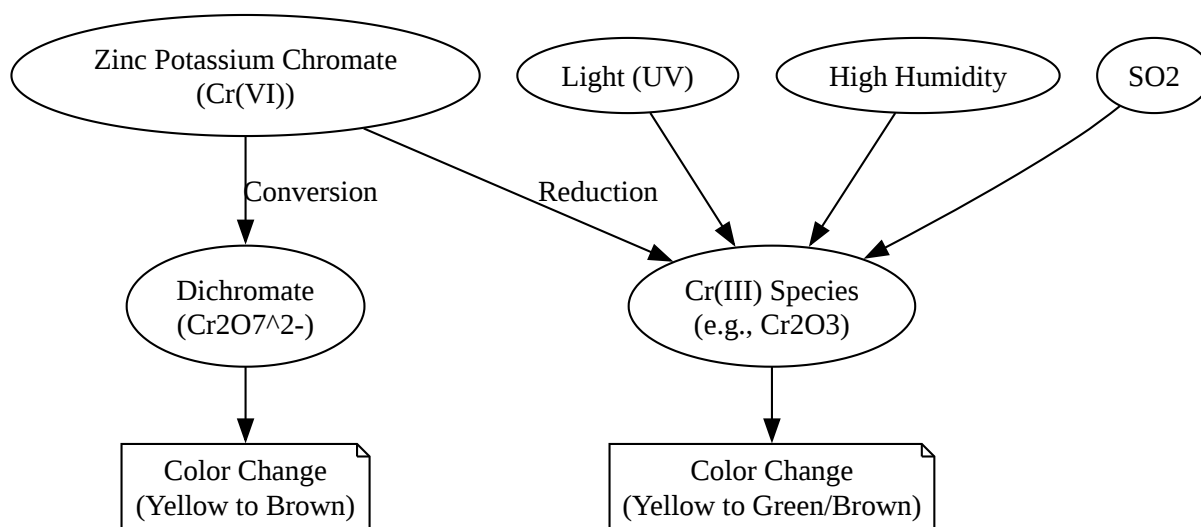 Zinc Potassium Chromate
(Cr(VI))
Light (UV)
High Humidity
SO2
Conversion
Reduction
Dichromate
(Cr2O7^2-)
Cr(III) Species
(e.g., Cr2O3)
Color Change
(Yellow to Brown)
Color Change
(Yellow to Green/Brown)